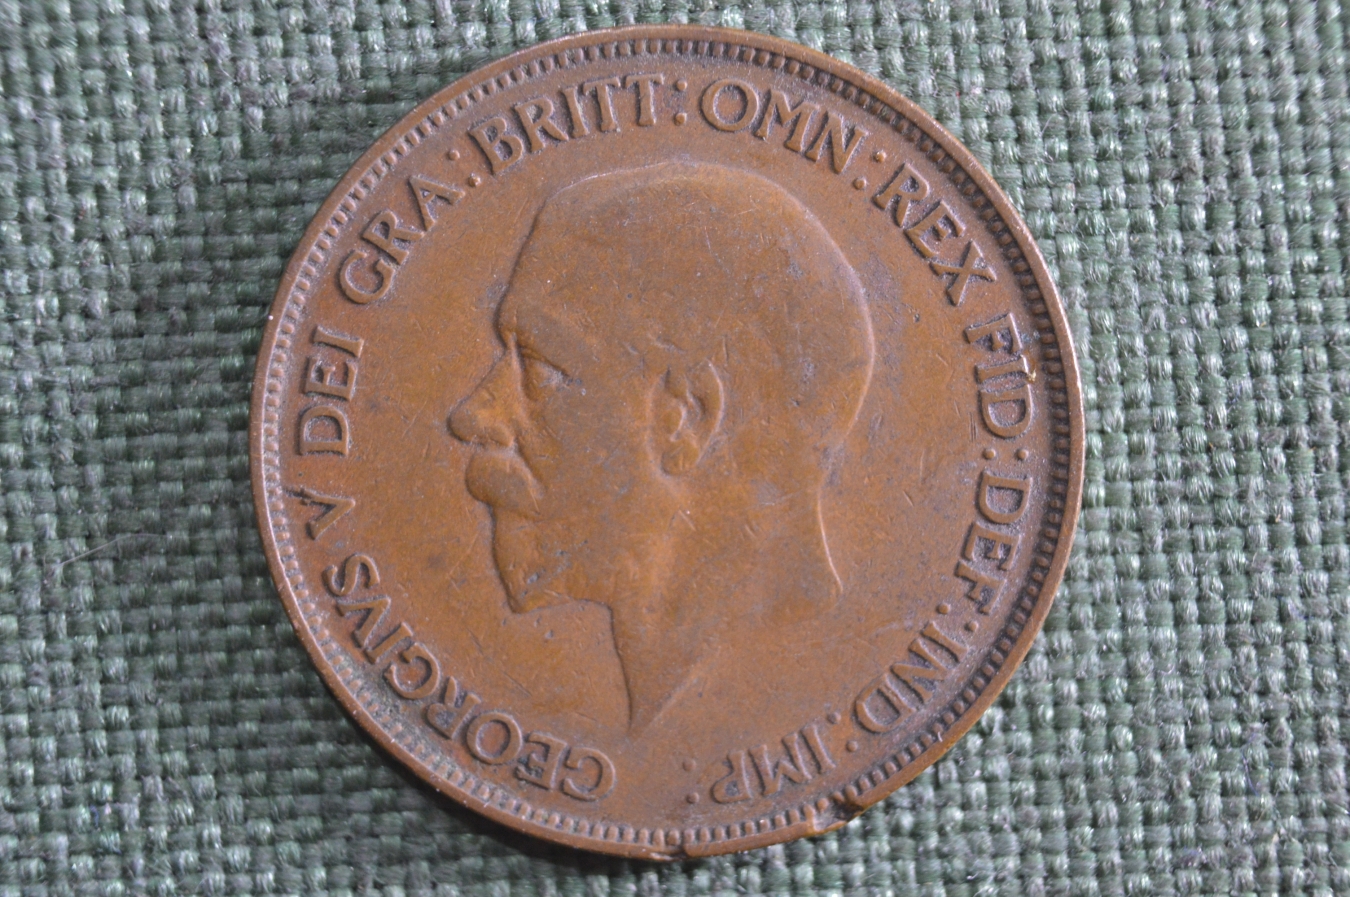 GEORGIVS V DEI GRA: BRITT: OMN: REX FID: DEF: IND: IMP: